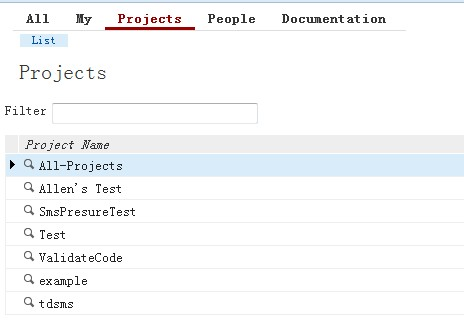 All My Projects People Documentation
List
Projects
Filter
Project Name
All-Projects
Allen's Test
SmsPresureTest
Test
ValidateCode
example
tdsms